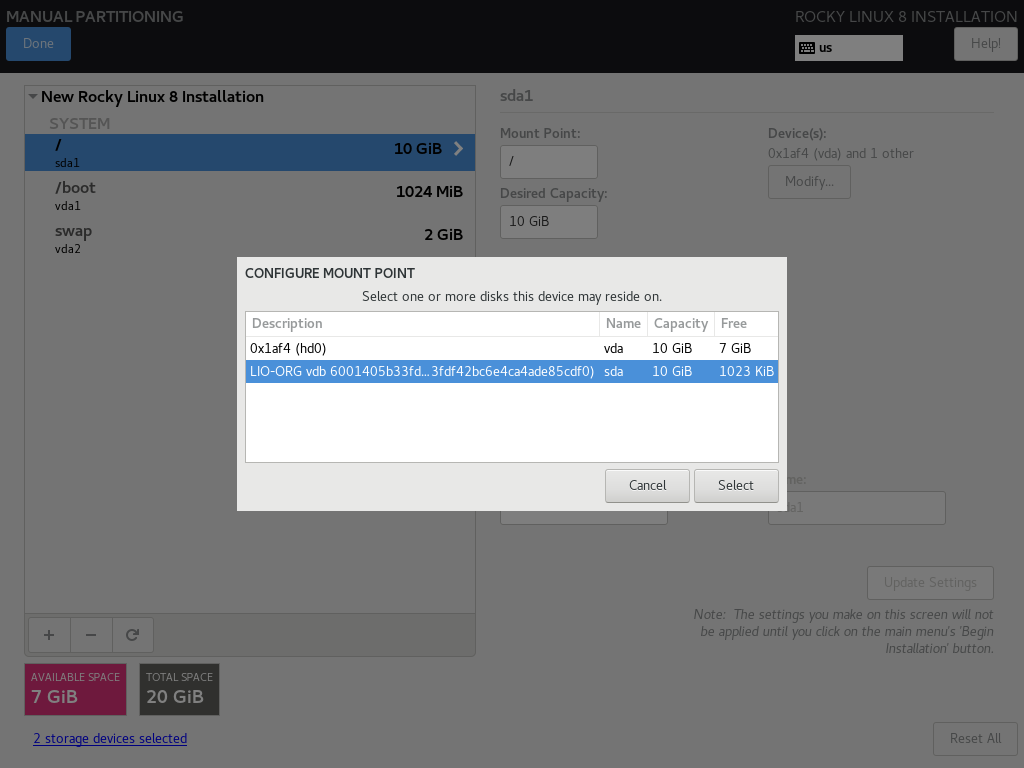 MANUAL PARTITIONING
ROCKY LINUX 8 INSTALLATION
Done
us
Help!
New Rocky Linux 8 Installation
SYSTEM
/
10 GiB
sda1
/boot
1024 MiB
vda1
swap
2 GiB
vda2
sda1
Mount Point:
Device(s):
/
0x1af4 (vda) and 1 other
Modify...
Desired Capacity:
10 GiB
CONFIGURE MOUNT POINT
Select one or more disks this device may reside on.
Description Name Capacity Free
0x1af4 (hd0) vda 10 GiB 7 GiB
LIO-ORG vdb 6001405b33fd...3fdf42bc6e4ca4ade85cdf0) sda 10 GiB 1023 KiB
Cancel
Select
Update Settings
Note: The settings you make on this screen will not
be applied until you click on the main menu's 'Begin
Installation' button.
+ −
AVAILABLE SPACE
7 GiB
TOTAL SPACE
20 GiB
2 storage devices selected
Reset All